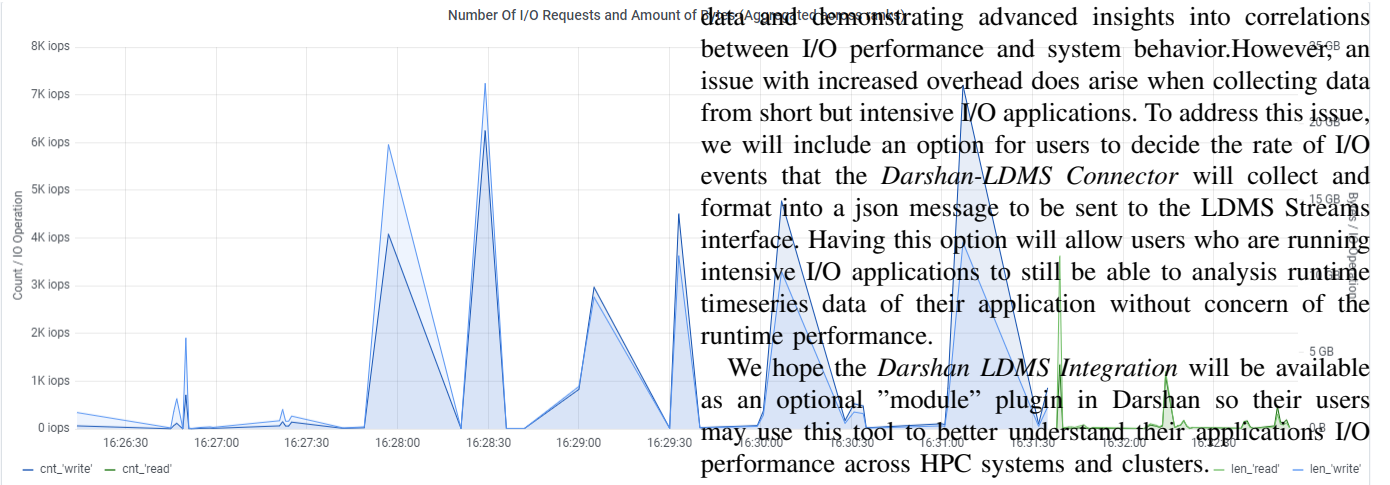 Number Of I/O Requests and Amount of Bytes (Aggregated across ranks)
8K iops
7K iops
6K iops
5K iops
4K iops
3K iops
2K iops
1K iops
0 iops
Count / IO Operation
25 GB
20 GB
15 GB
5 GB
0 B
Bytes / IO Operation
16:26:30 16:27:00 16:27:30 16:28:00 16:28:30 16:29:00 16:29:30 16:30:00 16:30:30 16:31:00 16:31:30 16:32:00 16:32:30
cnt_'write' cnt_'read'
len_'read' len_'write'
data and demonstrating advanced insights into correlations
between I/O performance and system behavior.However, an
issue with increased overhead does arise when collecting data
from short but intensive I/O applications. To address this issue,
we will include an option for users to decide the rate of I/O
events that the Darshan-LDMS Connector will collect and
format into a json message to be sent to the LDMS Streams
interface. Having this option will allow users who are running
intensive I/O applications to still be able to analysis runtime
timeseries data of their application without concern of the
runtime performance.
We hope the Darshan LDMS Integration will be available
as an optional ”module” plugin in Darshan so their users
may use this tool to better understand their applications I/O
performance across HPC systems and clusters.